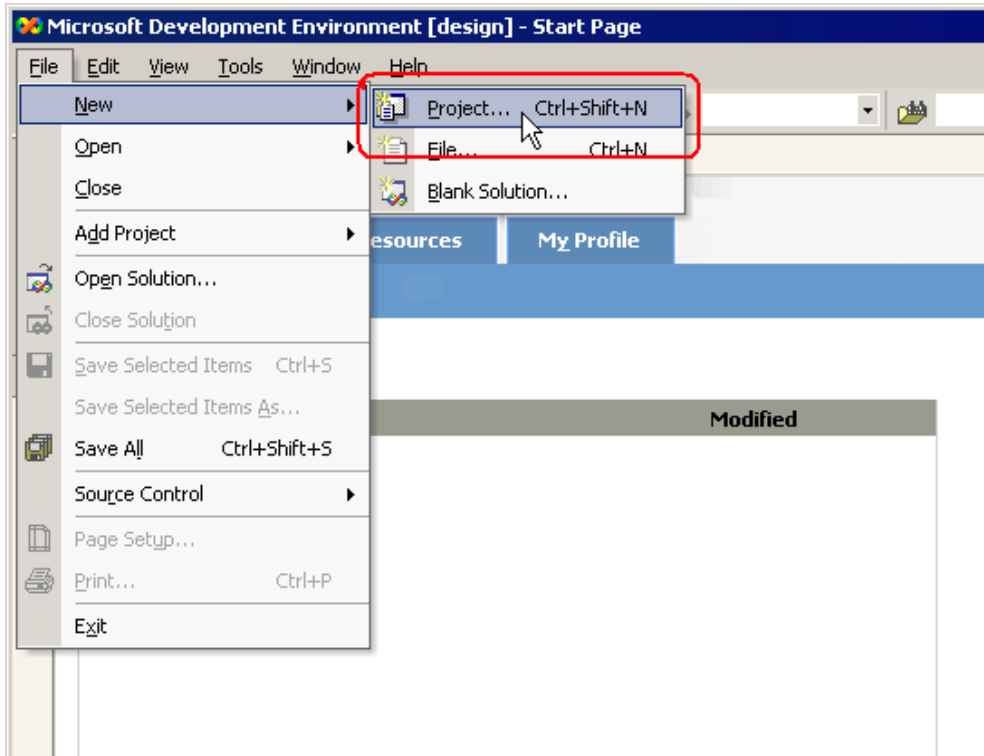 Microsoft Development Environment [design] - Start Page
File Edit View Tools Window Help
New
Project... Ctrl+Shift+N
Open
File... Ctrl+N
Close
Blank Solution...
Add Project
esources My Profile
Open Solution...
Close Solution
Save Selected Items Ctrl+S
Save Selected Items As...
Modified
Save All Ctrl+Shift+S
Source Control
Page Setup...
Print... Ctrl+P
Exit